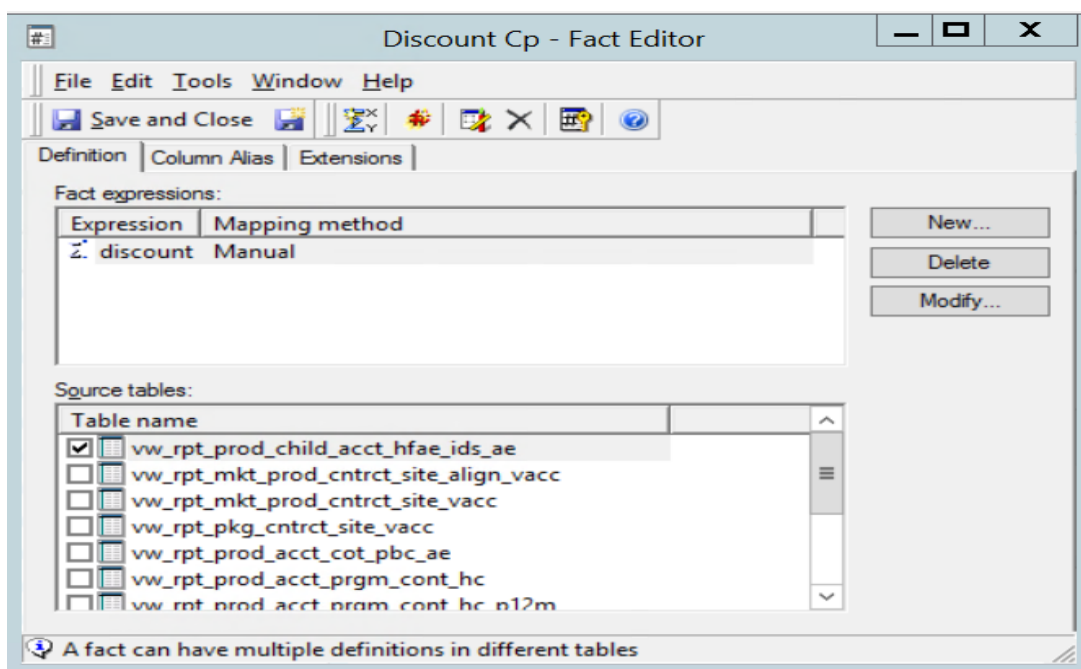 Discount Cp - Fact Editor
File Edit Tools Window Help
Save and Close
Definition Column Alias Extensions
Fact expressions:
Expression Mapping method
discount Manual
New...
Delete
Modify...
Source tables:
Table name
vw_rpt_prod_child_acct_hfae_ids_ae
vw_rpt_mkt_prod_cntrct_site_align_vacc
vw_rpt_mkt_prod_cntrct_site_vacc
vw_rpt_pkg_cntrct_site_vacc
vw_rpt_prod_acct_cot_pbc_ae
vw_rpt_prod_acct_prgm_cont_hc
vw_rpt_prod_acct_prgm_cont_hc_p12m
A fact can have multiple definitions in different tables